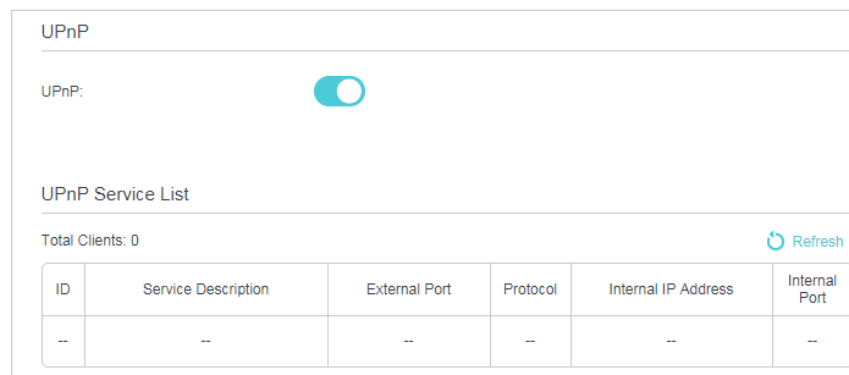 UPnP
UPnP:
UPnP Service List
Total Clients: 0
Refresh
ID Service Description External Port Protocol Internal IP Address Internal Port
-- -- -- -- -- --